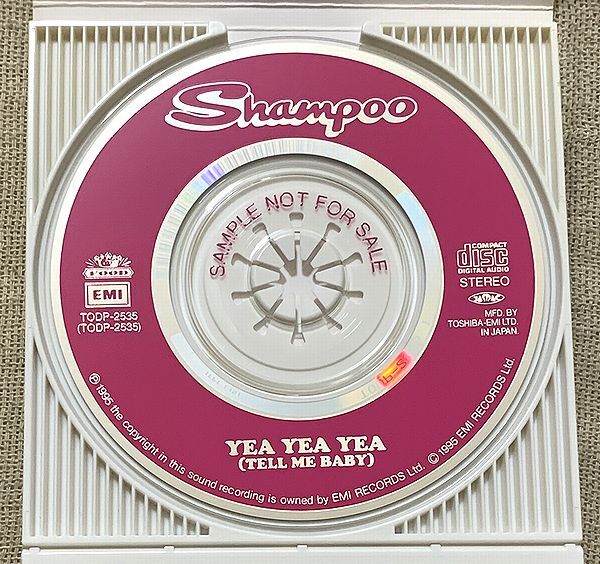 Shampoo
SAMPLE NOT FOR SALE
FOOD
EMI
TODP-2535
(TODP-2535)
COMPACT
disc
DIGITAL AUDIO
STEREO
JASRAC
MFD. BY
TOSHIBA-EMI LTD.
IN JAPAN.
YEA YEA YEA
(TELL ME BABY)
℗ 1995 the copyright in this sound recording is owned by EMI RECORDS Ltd. © 1995 EMI RECORDS Ltd.